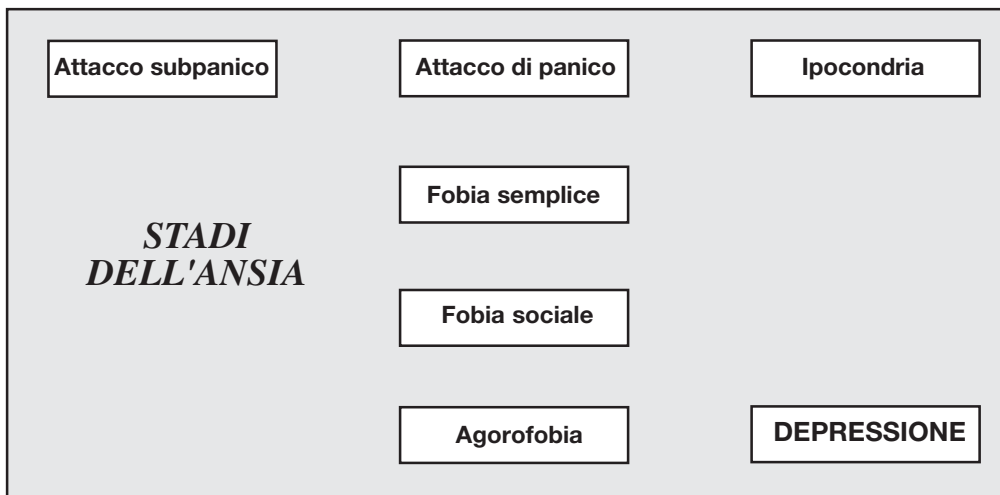 Attacco subpanico
Attacco di panico
Ipocondria
Fobia semplice
STADI
DELL'ANSIA
Fobia sociale
Agorofobia
DEPRESSIONE